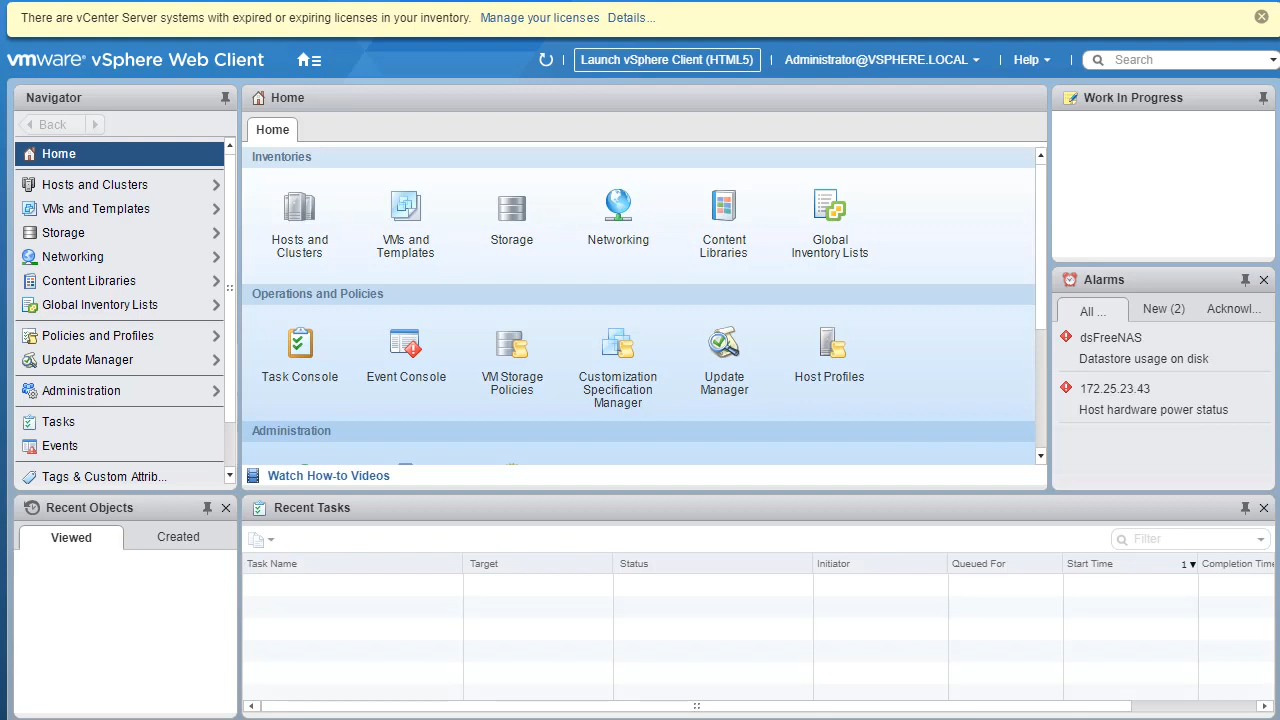 There are vCenter Server systems with expired or expiring licenses in your inventory. Manage your licenses Details...
vmware® vSphere Web Client
Launch vSphere Client (HTML5)
Administrator@VSPHERE.LOCAL
Help
Search
Navigator
Back
Home
Hosts and Clusters
VMs and Templates
Storage
Networking
Content Libraries
Global Inventory Lists
Policies and Profiles
Update Manager
Administration
Tasks
Events
Tags & Custom Attrib...
Home
Home
Inventories
Hosts and
Clusters
VMs and
Templates
Storage
Networking
Content
Libraries
Global
Inventory Lists
Operations and Policies
Task Console
Event Console
VM Storage
Policies
Customization
Specification
Manager
Update
Manager
Host Profiles
Administration
Watch How-to Videos
Work In Progress
Alarms
All ...
New (2)
Acknowl...
dsFreeNAS
Datastore usage on disk
172.25.23.43
Host hardware power status
Recent Objects
Viewed
Created
Recent Tasks
Filter
Task Name
Target
Status
Initiator
Queued For
Start Time
1
Completion Time